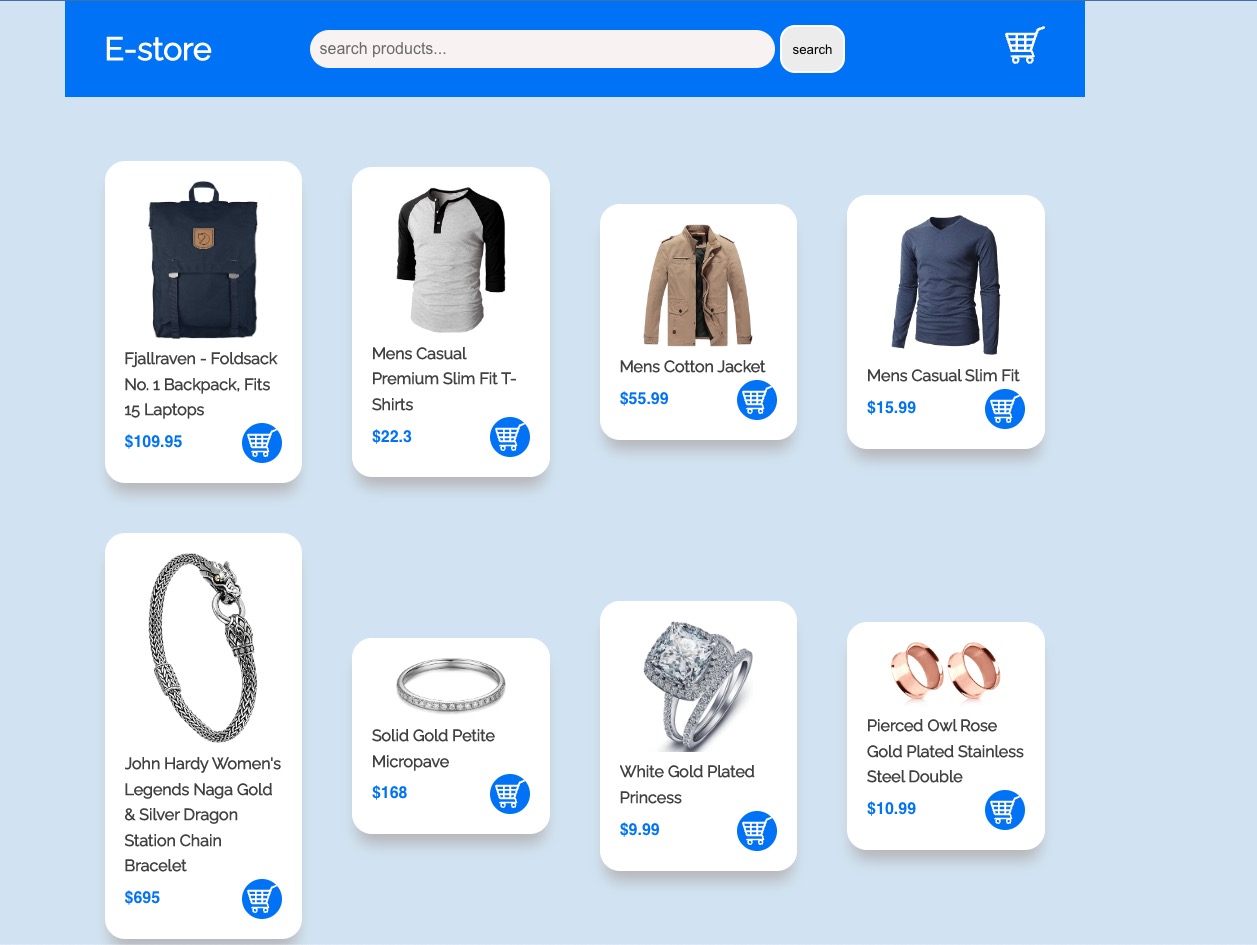 E-store
search products...
search
Fjallraven - Foldsack
No. 1 Backpack, Fits
15 Laptops
$109.95
Mens Casual
Premium Slim Fit T-
Shirts
$22.3
Mens Cotton Jacket
$55.99
Mens Casual Slim Fit
$15.99
John Hardy Women's
Legends Naga Gold
& Silver Dragon
Station Chain
Bracelet
$695
Solid Gold Petite
Micropave
$168
White Gold Plated
Princess
$9.99
Pierced Owl Rose
Gold Plated Stainless
Steel Double
$10.99